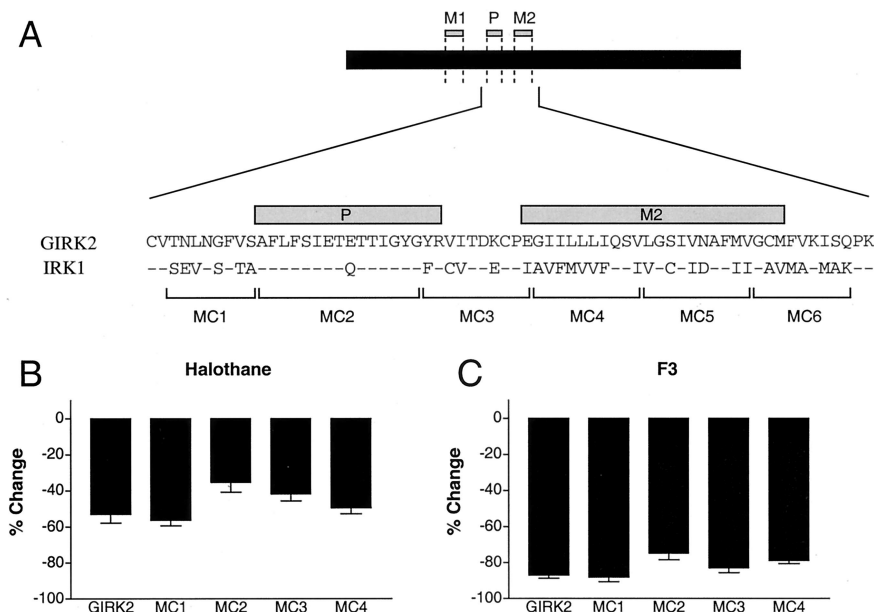 A
M1 P M2
P M2
GIRK2 CVTNLNGFVSAFLFSIETETTIGYGYRVITDKCPEGIILLLIQSVLGSIVNAFMVGCMFVKISQPK
IRK1 --SEV-S-TA----------Q-------F-CV--E--IAVFMVVF--IV-C-ID--II-AVMA-MAK--
MC1 MC2 MC3 MC4 MC5 MC6
B Halothane
% Change
0
-20
-40
-60
-80
-100
GIRK2 MC1 MC2 MC3 MC4
C F3
% Change
0
-20
-40
-60
-80
-100
GIRK2 MC1 MC2 MC3 MC4